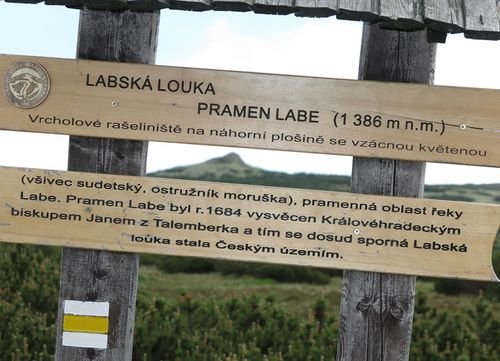 LABSKÁ LOUKA
PRAMEN LABE (1 386 m n.m.)
Vrcholové rašeliniště na náhorní plošině se vzácnou květenou
(všivec sudetský, ostružník moruška), pramenná oblast řeky
Labe. Pramen Labe byl r.1684 vysvěcen Královéhradeckým
biskupem Janem z Talemberka a tím se dosud sporná Labská
louka stala Českým územím.